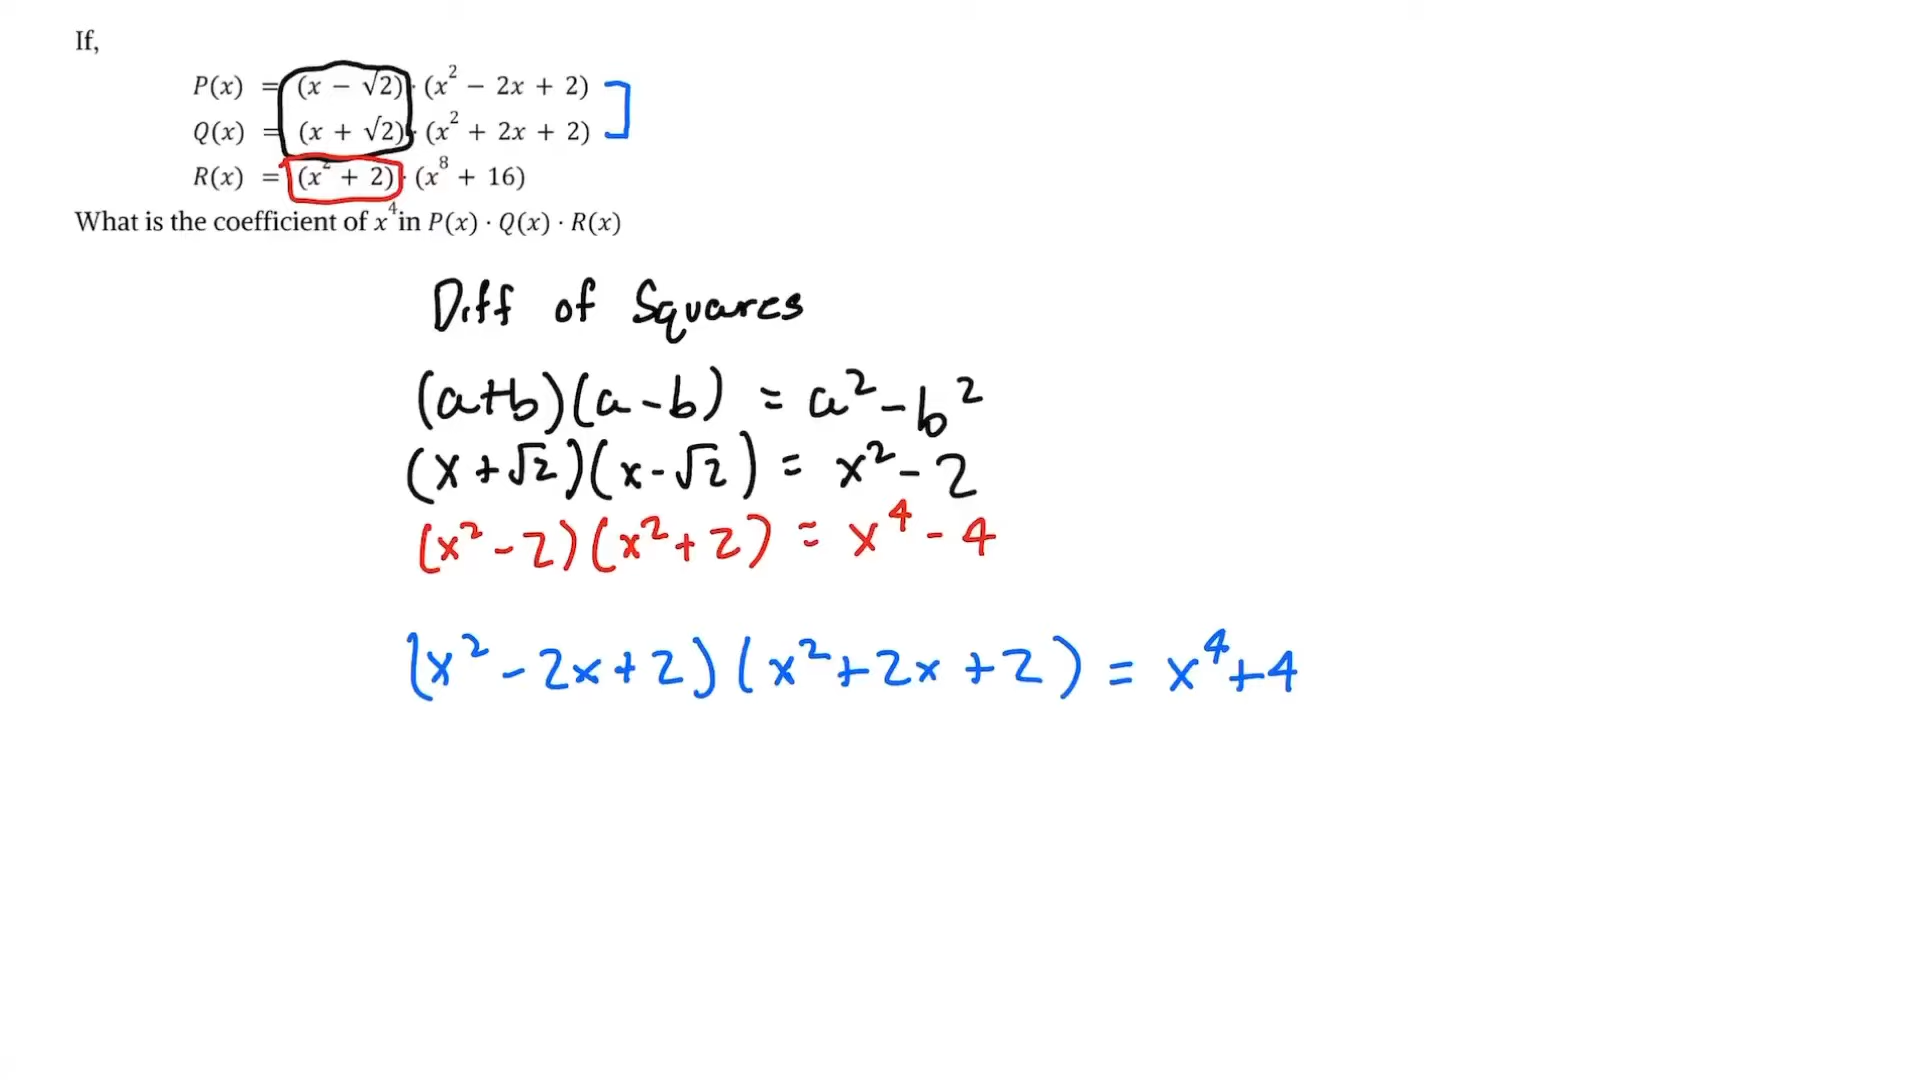 If,
P(x) = (x − √2) · (x² − 2x + 2)
Q(x) = (x + √2) · (x² + 2x + 2)
R(x) = (x² + 2) · (x⁸ + 16)
What is the coefficient of x⁴ in P(x) · Q(x) · R(x)
Diff of Squares
(a+b)(a-b) = a²-b²
(x+√2)(x-√2) = x²-2
(x²-2)(x²+2) = x⁴-4
(x²-2x+2)(x²+2x+2) = x⁴+4